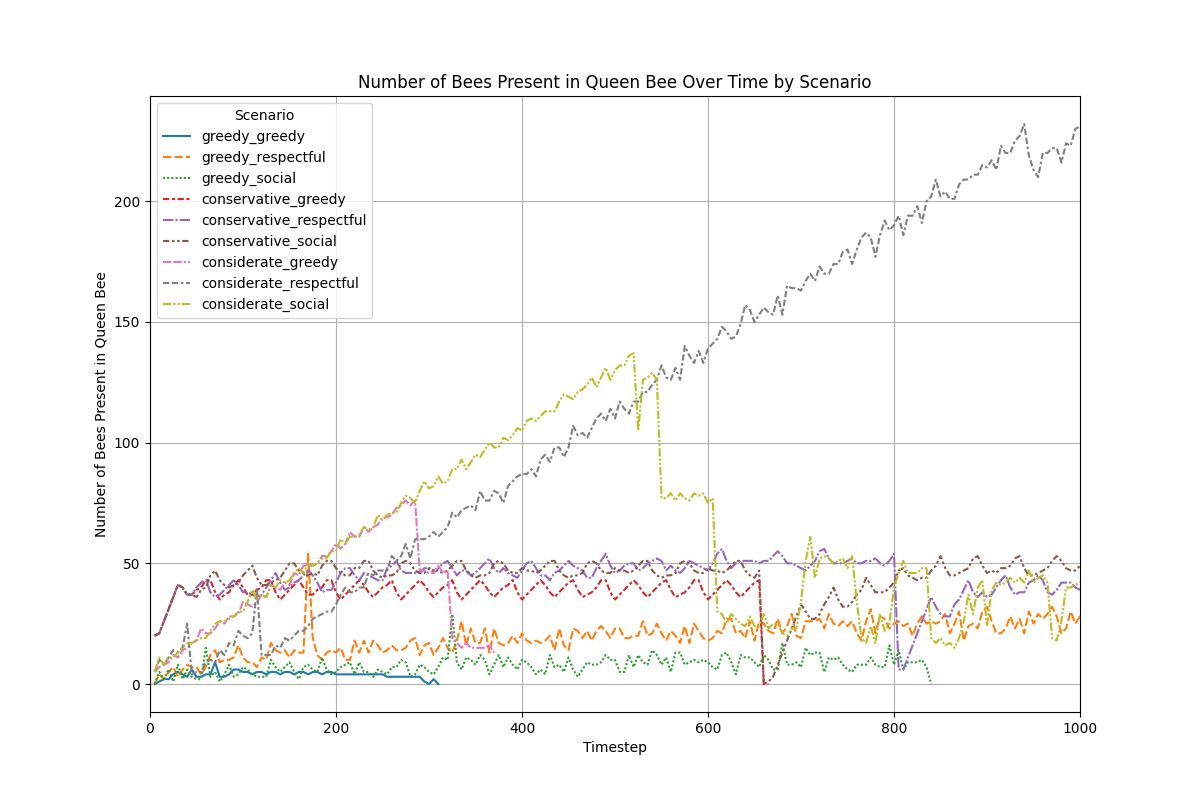 Number of Bees Present in Queen Bee Over Time by Scenario
Scenario
greedy_greedy
greedy_respectful
greedy_social
conservative_greedy
conservative_respectful
conservative_social
considerate_greedy
considerate_respectful
considerate_social
Number of Bees Present in Queen Bee
200
150
100
50
0
0 200 400 600 800 1000
Timestep